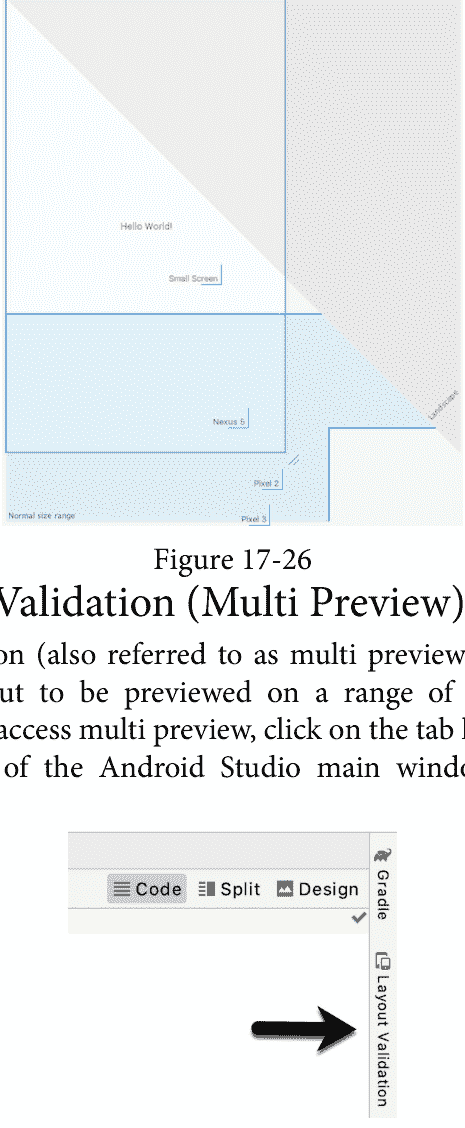 Hello World!
Small Screen
Landscape
Nexus 5
Pixel 2
Normal size range
Pixel 3
Figure 17-26
Validation (Multi Preview)
on (also referred to as multi preview
ut to be previewed on a range of
access multi preview, click on the tab l
of the Android Studio main windo
Code Split Design
Gradle
Layout Validation